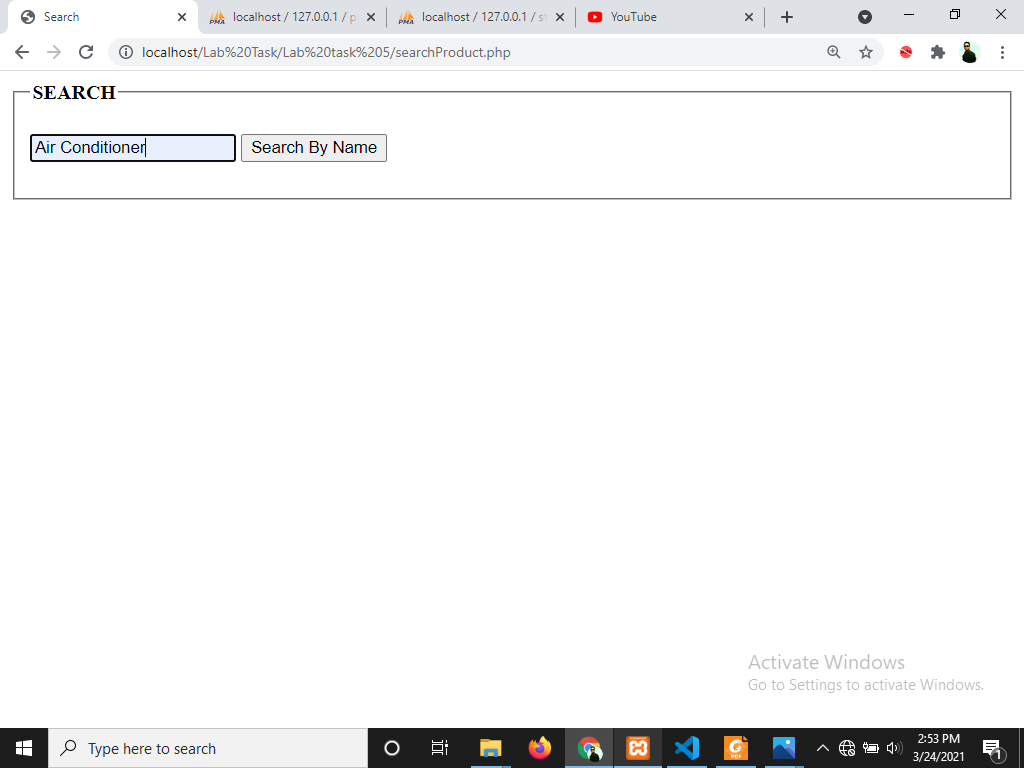 Search
localhost / 127.0.0.1 / p
localhost / 127.0.0.1 / st
YouTube
localhost/Lab%20Task/Lab%20task%205/searchProduct.php
SEARCH
Air Conditioner
Search By Name
Activate Windows
Go to Settings to activate Windows.
Type here to search
2:53 PM
3/24/2021
1